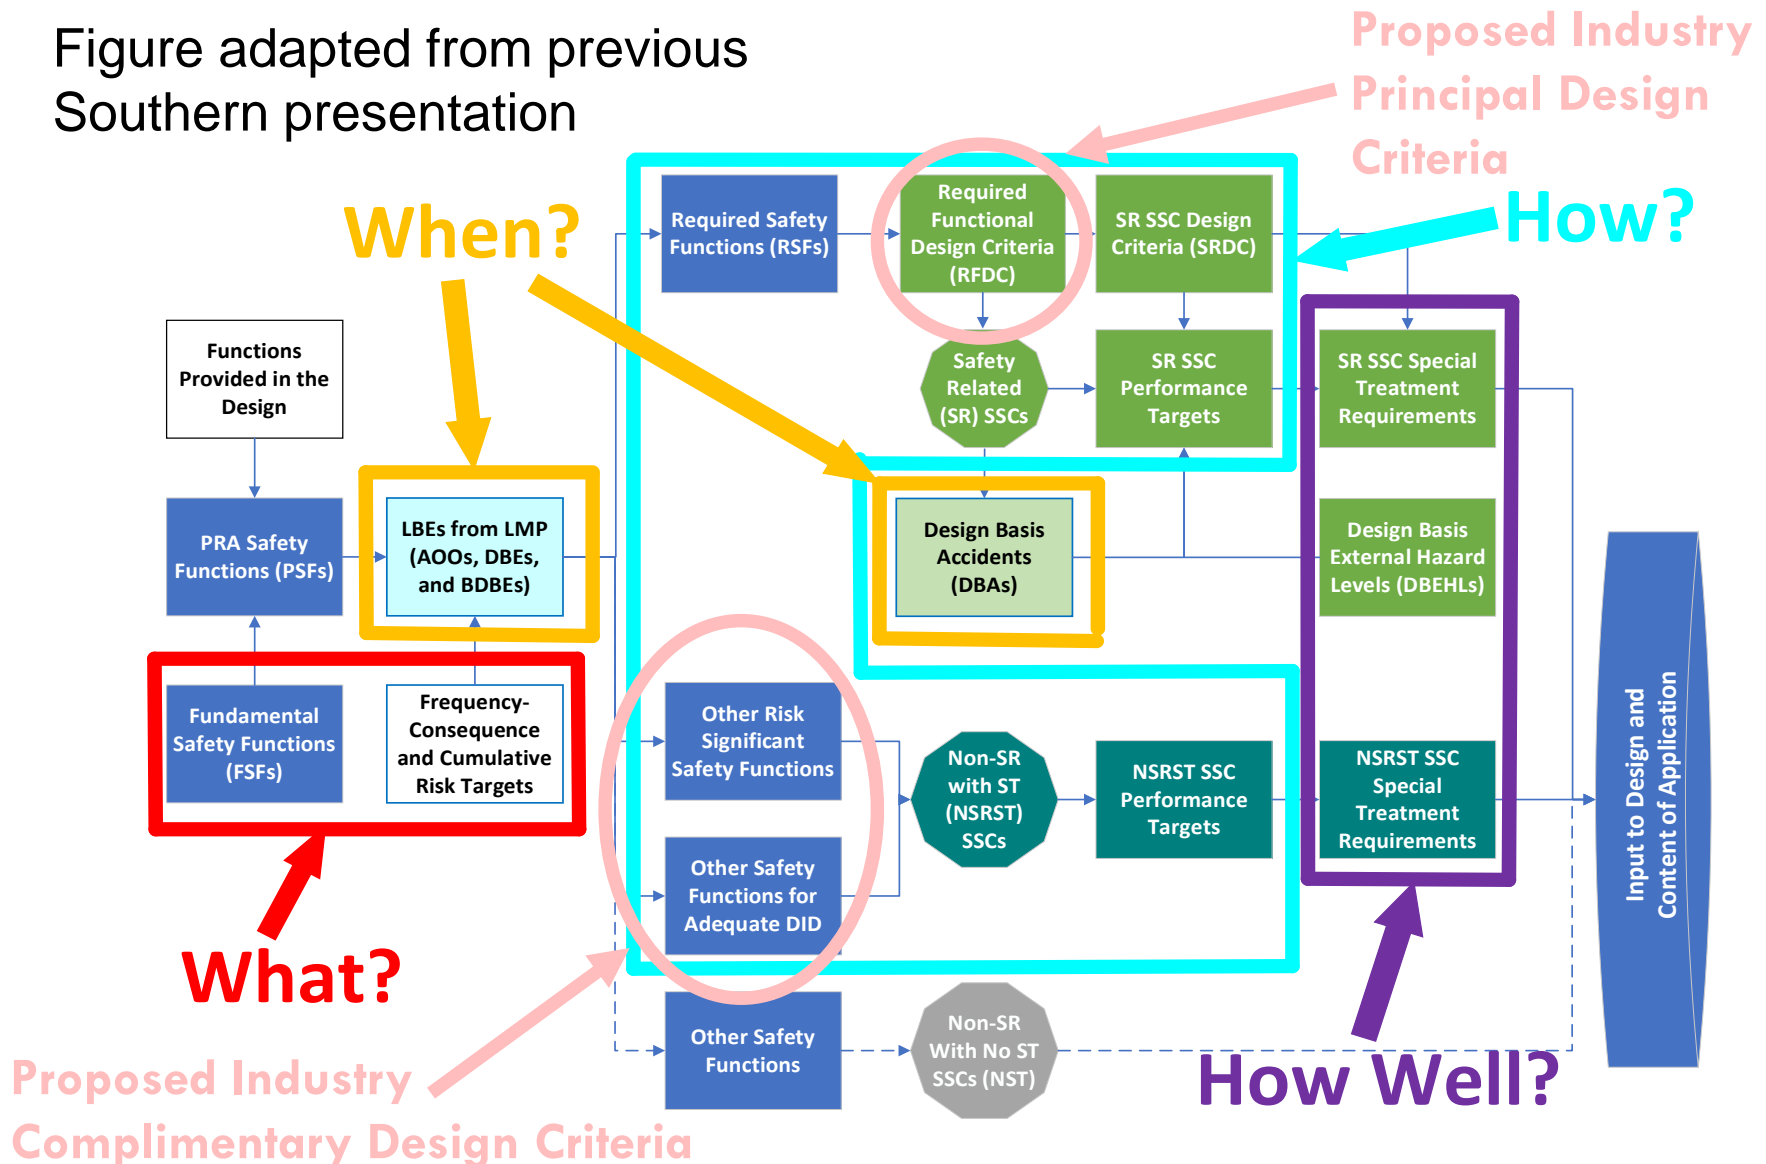 Figure adapted from previous
Southern presentation
Proposed Industry
Principal Design
Criteria
When?
How?
Required Safety
Functions (RSFs)
Required
Functional
Design Criteria
(RFDC)
SR SSC Design
Criteria (SRDC)
Functions
Provided in the
Design
Safety
Related
(SR) SSCs
SR SSC
Performance
Targets
SR SSC Special
Treatment
Requirements
PRA Safety
Functions (PSFs)
LBEs from LMP
(AOOs, DBEs,
and BDBEs)
Design Basis
Accidents
(DBAs)
Design Basis
External Hazard
Levels (DBEHLs)
Fundamental
Safety Functions
(FSFs)
Frequency-
Consequence
and Cumulative
Risk Targets
Other Risk
Significant
Safety Functions
Non-SR
with ST
(NSRST)
SSCs
NSRST SSC
Performance
Targets
NSRST SSC
Special
Treatment
Requirements
Input to Design and
Content of Application
Other Safety
Functions for
Adequate DID
What?
Other Safety
Functions
Non-SR
With No ST
SSCs (NST)
How Well?
Proposed Industry
Complimentary Design Criteria